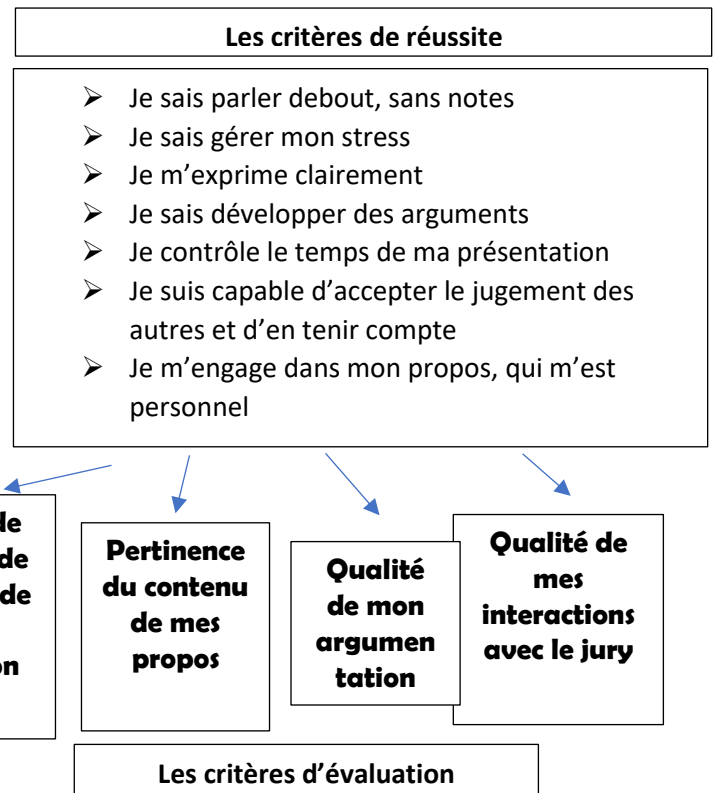 Les critères de réussite
➢ Je sais parler debout, sans notes
➢ Je sais gérer mon stress
➢ Je m’exprime clairement
➢ Je sais développer des arguments
➢ Je contrôle le temps de ma présentation
➢ Je suis capable d’accepter le jugement des
autres et d’en tenir compte
➢ Je m’engage dans mon propos, qui m’est
personnel
de
de
Pertinence
du contenu
de mes
propos
Qualité
de mon
argumen
tation
Qualité de
mes
interactions
avec le jury
Les critères d’évaluation